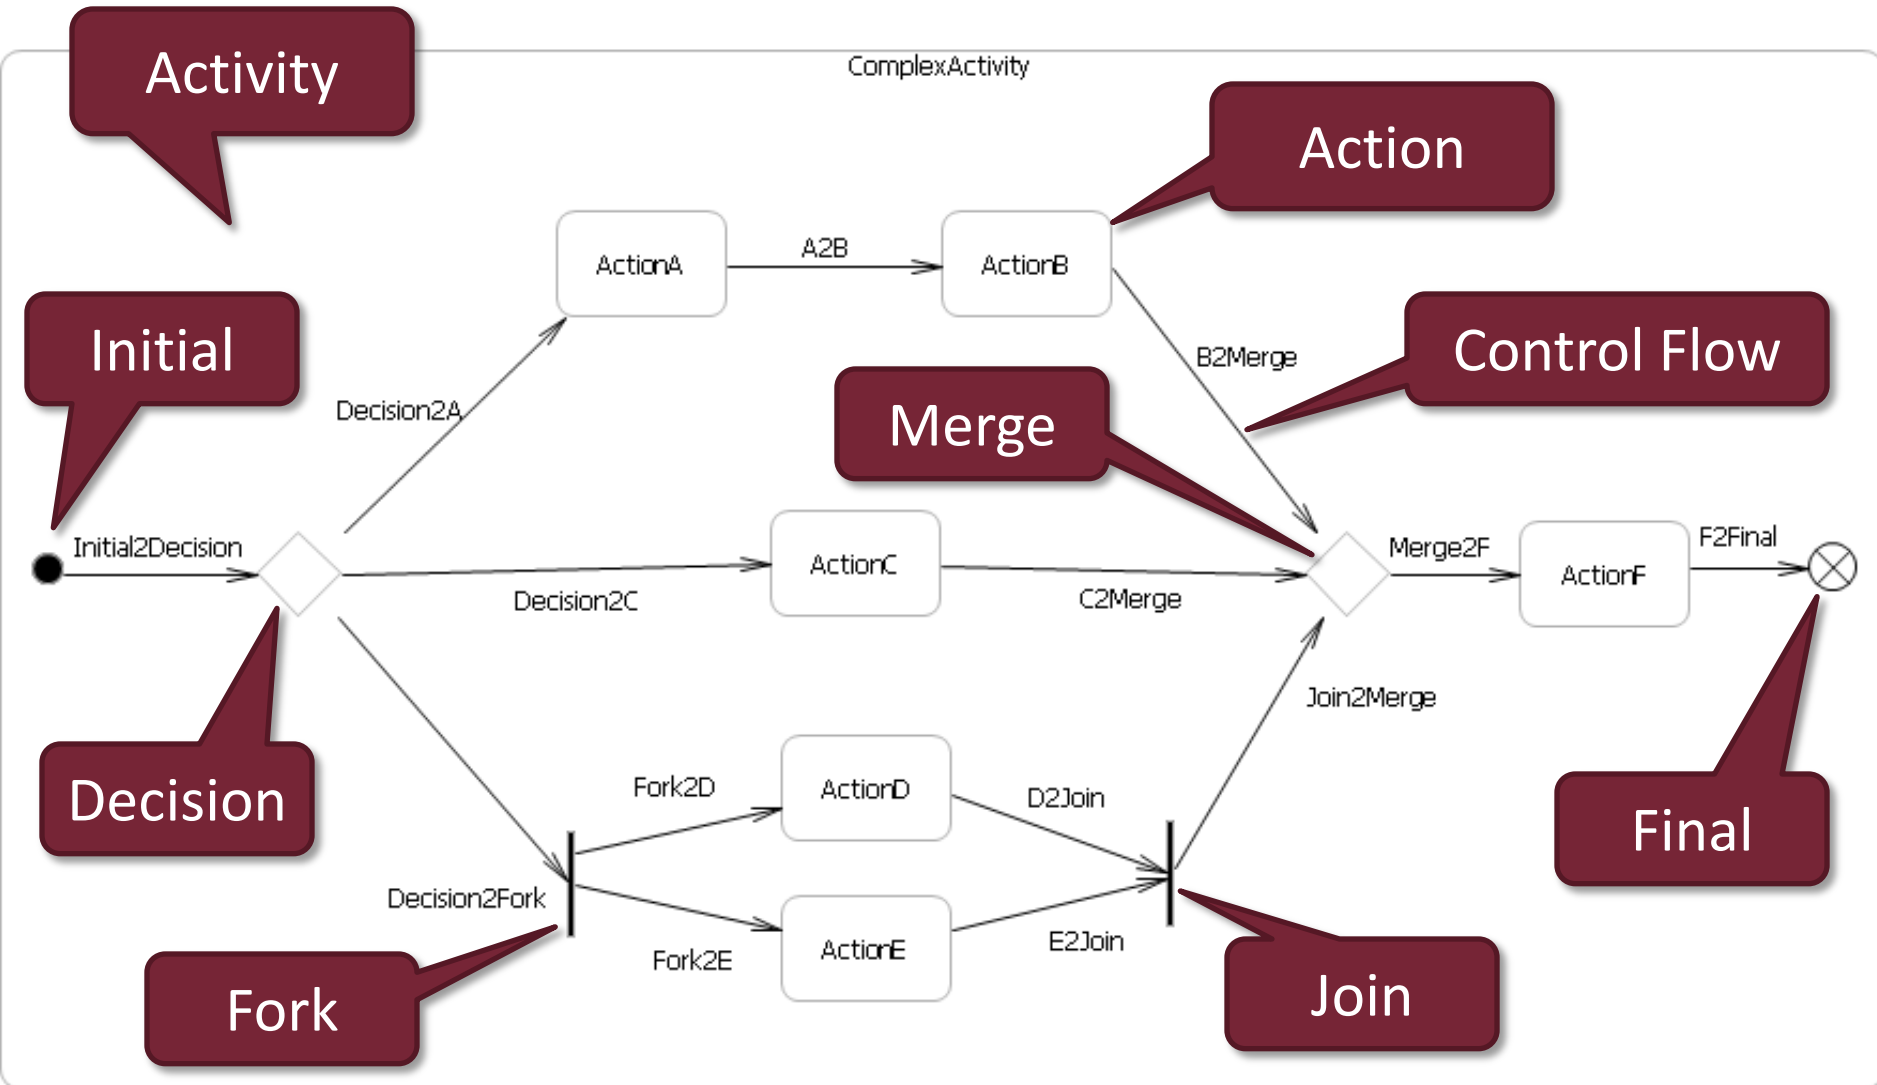 Activity
ComplexActivity
Action
ActionA
A2B
ActionB
Initial
Control Flow
B2Merge
Decision2A
Merge
Initial2Decision
Decision2C
ActionC
C2Merge
Merge2F
ActionF
F2Final
Join2Merge
Decision
Fork2D
ActionD
D2Join
Final
Decision2Fork
Fork2E
ActionE
E2Join
Fork
Join